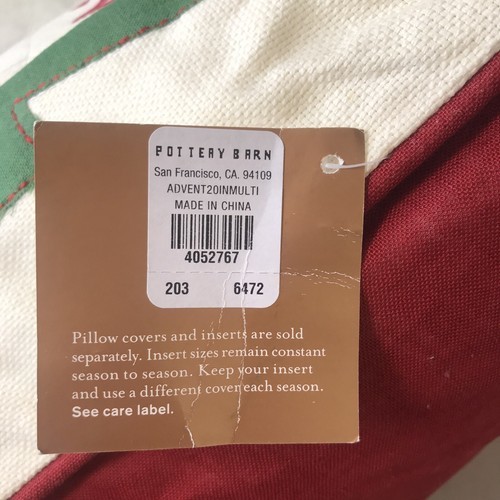 POTTERY BARN
San Francisco, CA. 94109
ADVENT20INMULTI
MADE IN CHINA
4052767
203 6472
Pillow covers and inserts are sold
separately. Insert sizes remain constant
season to season. Keep your insert
and use a different cover each season.
See care label.